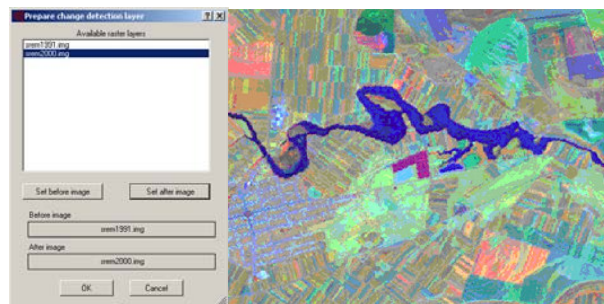 Prepare change detection layer
Available raster layers
srem1991.img
srem2000.img
Set before image
Set after image
Before image
srem1991.img
After image
srem2000.img
OK
Cancel